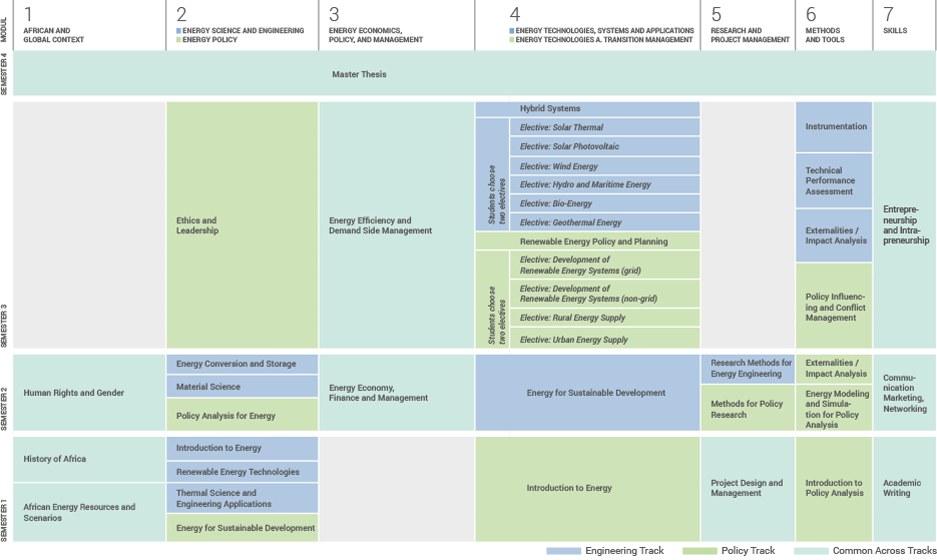 MODUL
1
AFRICAN AND
GLOBAL CONTEXT
2
ENERGY SCIENCE AND ENGINEERING
ENERGY POLICY
3
ENERGY ECONOMICS,
POLICY, AND MANAGEMENT
4
ENERGY TECHNOLOGIES, SYSTEMS AND APPLICATIONS
ENERGY TECHNOLOGIES A. TRANSITION MANAGEMENT
5
RESEARCH AND
PROJECT MANAGEMENT
6
METHODS
AND TOOLS
7
SKILLS
SEMESTER 4
Master Thesis
SEMESTER 3
Ethics and
Leadership
Energy Efficiency and
Demand Side Management
Hybrid Systems
Students choose
two electives
Elective: Solar Thermal
Elective: Solar Photovoltaic
Elective: Wind Energy
Elective: Hydro and Maritime Energy
Elective: Bio-Energy
Elective: Geothermal Energy
Renewable Energy Policy and Planning
Students choose
two electives
Elective: Development of
Renewable Energy Systems (grid)
Elective: Development of
Renewable Energy Systems (non-grid)
Elective: Rural Energy Supply
Elective: Urban Energy Supply
Instrumentation
Technical
Performance
Assessment
Externalities /
Impact Analysis
Policy Influenc-
ing and Conflict
Management
Entrepre-
neurship
and Intra-
preneurship
SEMESTER 2
Human Rights and Gender
Energy Conversion and Storage
Material Science
Policy Analysis for Energy
Energy Economy,
Finance and Management
Energy for Sustainable Development
Research Methods for
Energy Engineering
Methods for Policy
Research
Externalities /
Impact Analysis
Energy Modeling
and Simula-
tion for Policy
Analysis
Commu-
nication
Marketing,
Networking
SEMESTER 1
History of Africa
African Energy Resources and
Scenarios
Introduction to Energy
Renewable Energy Technologies
Thermal Science and
Engineering Applications
Energy for Sustainable Development
Introduction to Energy
Project Design and
Management
Introduction to
Policy Analysis
Academic
Writing
Engineering Track
Policy Track
Common Across Tracks